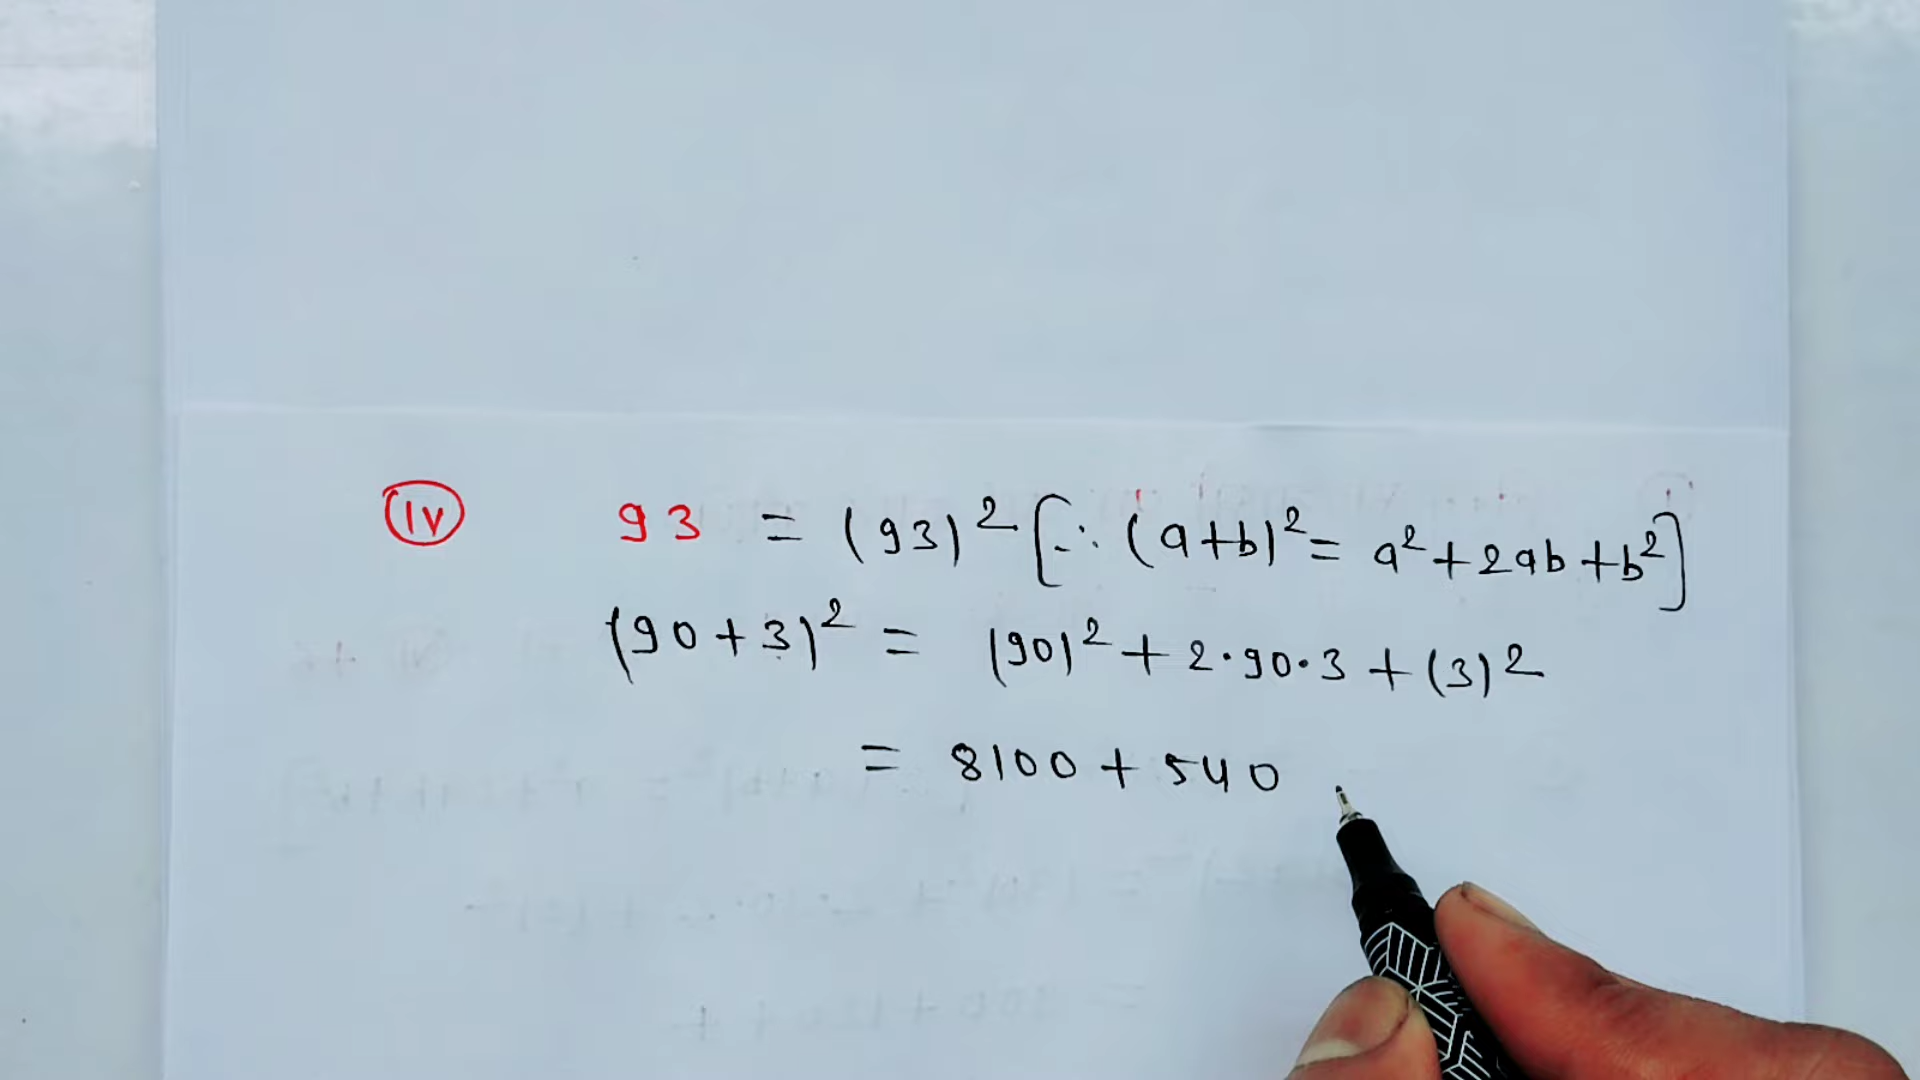 (iv) 93 = (93)² [∵ (a+b)² = a² + 2ab + b²]
(90+3)² = (90)² + 2·90·3 + (3)²
= 8100 + 540